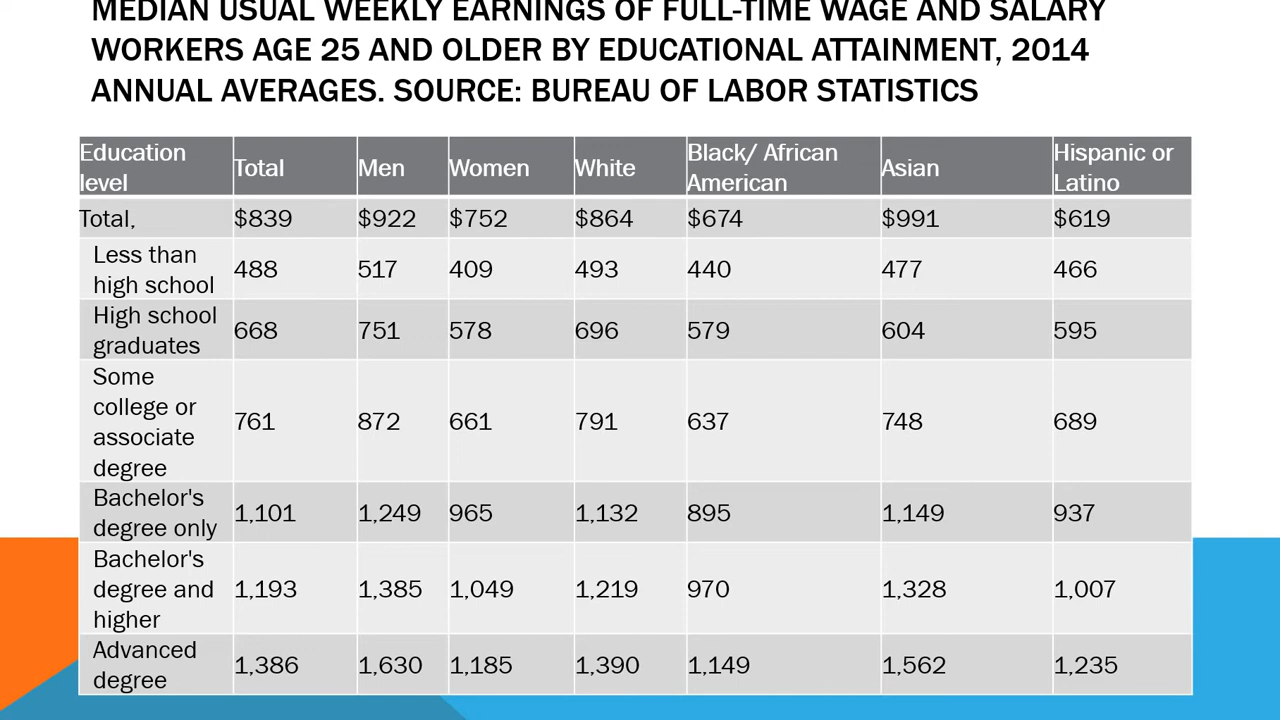 MEDIAN USUAL WEEKLY EARNINGS OF FULL-TIME WAGE AND SALARY
WORKERS AGE 25 AND OLDER BY EDUCATIONAL ATTAINMENT, 2014
ANNUAL AVERAGES. SOURCE: BUREAU OF LABOR STATISTICS
Education level Total Men Women White Black/ African American Asian Hispanic or Latino
Total, $839 $922 $752 $864 $674 $991 $619
Less than high school 488 517 409 493 440 477 466
High school graduates 668 751 578 696 579 604 595
Some college or associate degree 761 872 661 791 637 748 689
Bachelor's degree only 1,101 1,249 965 1,132 895 1,149 937
Bachelor's degree and higher 1,193 1,385 1,049 1,219 970 1,328 1,007
Advanced degree 1,386 1,630 1,185 1,390 1,149 1,562 1,235